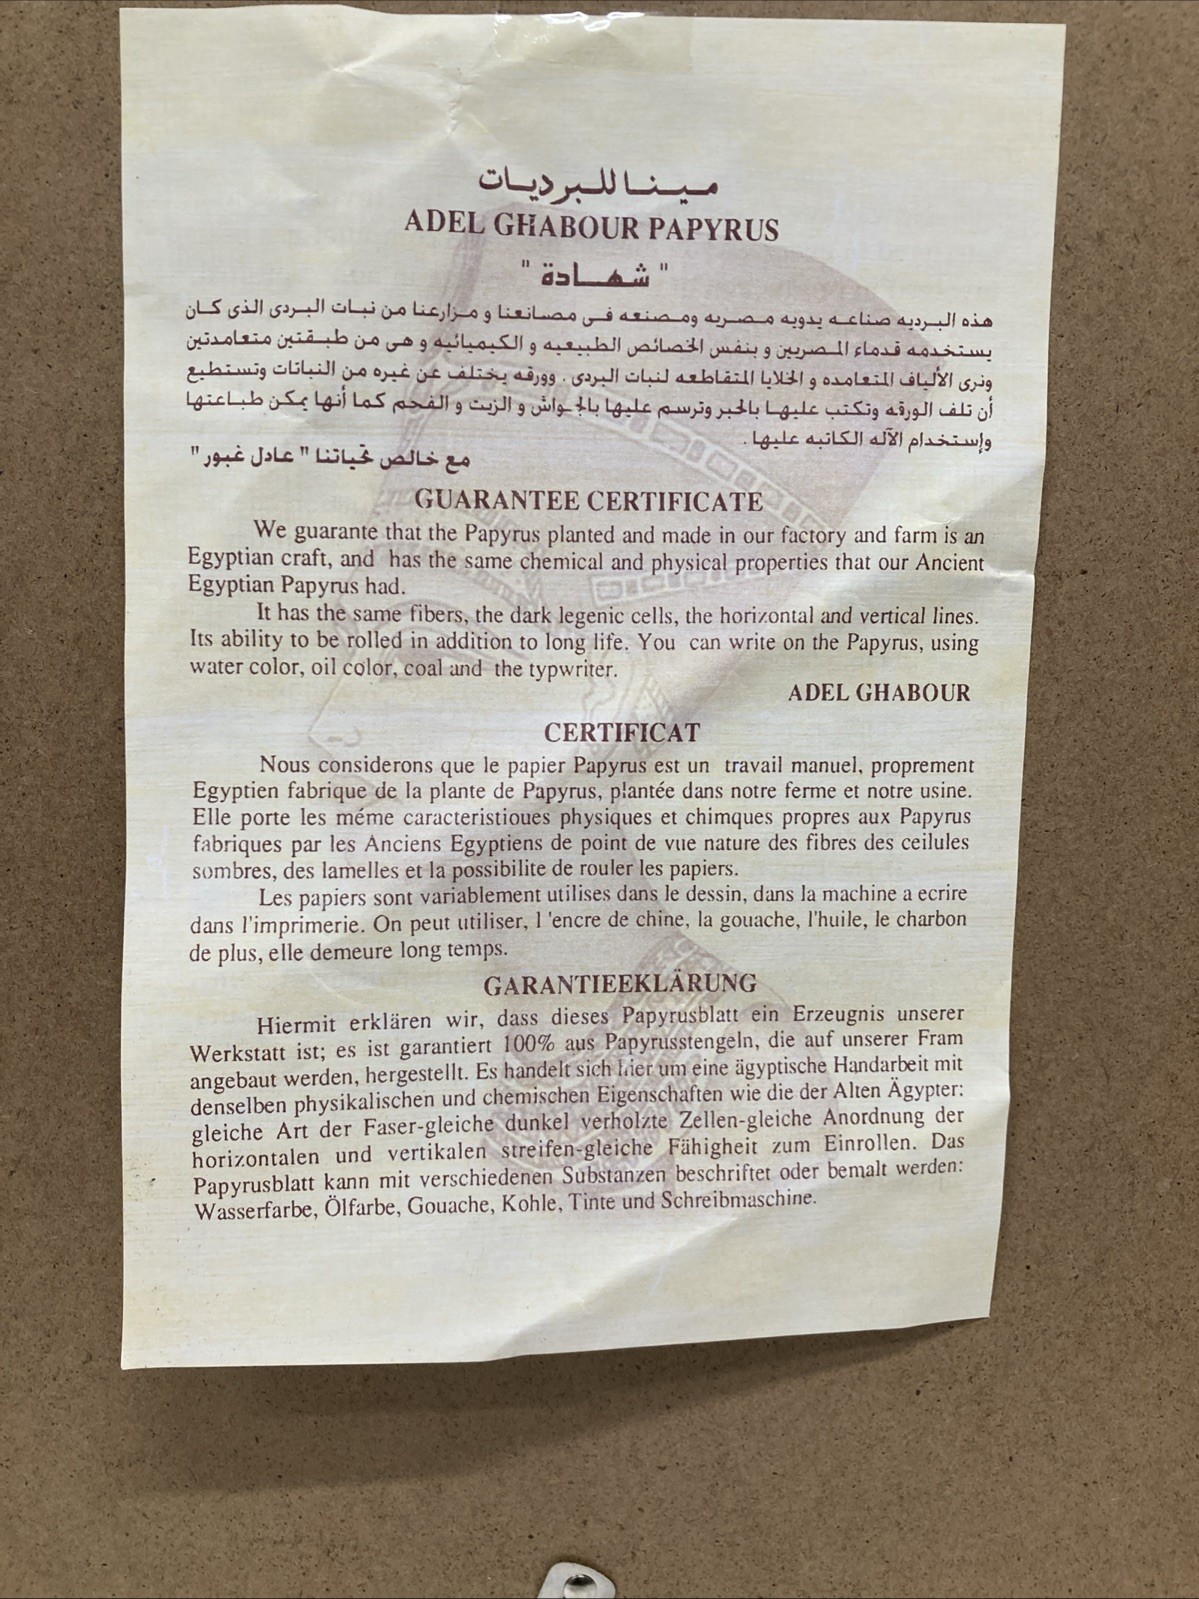 مينا للبرديات
ADEL GHABOUR PAPYRUS
" شهادة "
هذه البرديه صناعه يدويه مصريه ومصنعه فى مصانعنا و مزارعنا من نبات البردى الذى كان
يستخدمه قدماء المصريين و بنفس الخصائص الطبيعيه و الكيميائيه و هى من طبقتين متعامدتين
ونرى الألياف المتعامده و الخلايا المتقاطعه لنبات البردى . وورقه يختلف عن غيره من النباتات وتستطيع
أن تلف الورقه وتكتب عليها بالحبر وترسم عليها بالجواش و الزيت و الفحم كما أنها يمكن طباعتها
وإستخدام الآله الكاتبه عليها .
مع خالص تحياتنا " عادل غبور "
GUARANTEE CERTIFICATE
We guarante that the Papyrus planted and made in our factory and farm is an
Egyptian craft, and has the same chemical and physical properties that our Ancient
Egyptian Papyrus had.
It has the same fibers, the dark legenic cells, the horizontal and vertical lines.
Its ability to be rolled in addition to long life. You can write on the Papyrus, using
water color, oil color, coal and the typwriter.
ADEL GHABOUR
CERTIFICAT
Nous considerons que le papier Papyrus est un travail manuel, proprement
Egyptien fabrique de la plante de Papyrus, plantée dans notre ferme et notre usine.
Elle porte les méme caracteristioues physiques et chimques propres aux Papyrus
fabriques par les Anciens Egyptiens de point de vue nature des fibres des ceilules
sombres, des lamelles et la possibilite de rouler les papiers.
Les papiers sont variablement utilises dans le dessin, dans la machine a ecrire
dans l'imprimerie. On peut utiliser, l 'encre de chine, la gouache, l'huile, le charbon
de plus, elle demeure long temps.
GARANTIEEKLÄRUNG
Hiermit erklären wir, dass dieses Papyrusblatt ein Erzeugnis unserer
Werkstatt ist; es ist garantiert 100% aus Papyrusstengeln, die auf unserer Fram
angebaut werden, hergestellt. Es handelt sich hier um eine ägyptische Handarbeit mit
denselben physikalischen und chemischen Eigenschaften wie die der Alten Ägypter:
gleiche Art der Faser-gleiche dunkel verholzte Zellen-gleiche Anordnung der
horizontalen und vertikalen streifen-gleiche Fähigheit zum Einrollen. Das
Papyrusblatt kann mit verschiedenen Substanzen beschriftet oder bemalt werden:
Wasserfarbe, Ölfarbe, Gouache, Kohle, Tinte und Schreibmaschine.